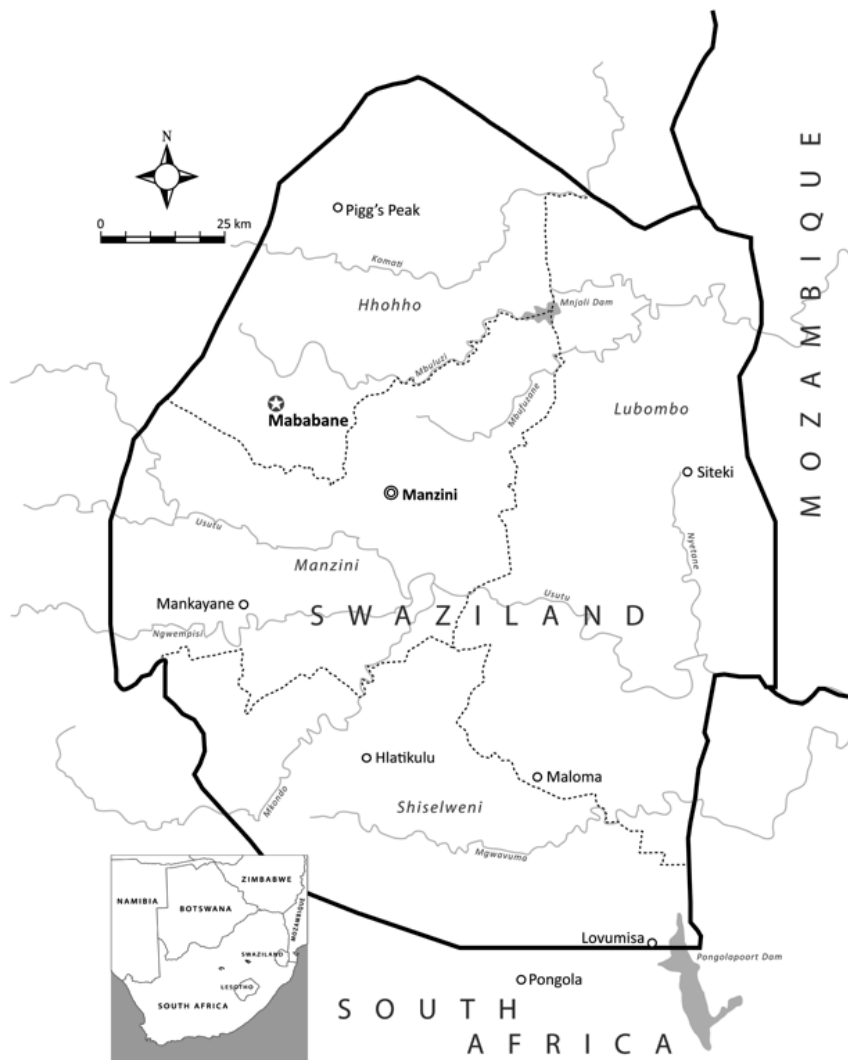 N
0 25 km
MOZAMBIQUE
Pigg's Peak
Komati
Hhohho
Mnjoli Dam
Mbuluzi
Mbufuzane
Lubombo
Mababane
Siteki
Manzini
Usutu
Nyetane
Manzini
Mankayane
Usutu
SWAZILAND
Ngwempisi
Hlatikulu
Maloma
Mkondo
Shiselweni
Mgwavuma
ZIMBABWE
NAMIBIA
BOTSWANA
MOZAMBIQUE
SWAZILAND
LESOTHO
SOUTH AFRICA
Lovumisa
Pongolapoort Dam
Pongola
SOUTH
AFRICA